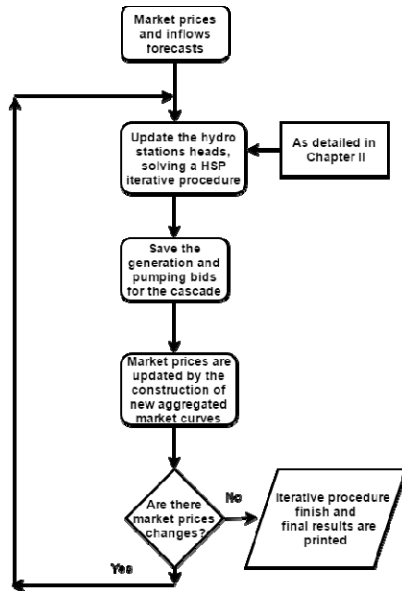 Market prices
and inflows
forecasts
Update the hydro
stations heads,
solving a HSP
iterative procedure
As detailed in
Chapter II
Save the
generation and
pumping bids
for the cascade
Market prices are
updated by the
construction of
new aggregated
market curves
Are there
market prices
changes?
No
Iterative procedure
finish and
final results are
printed
Yes